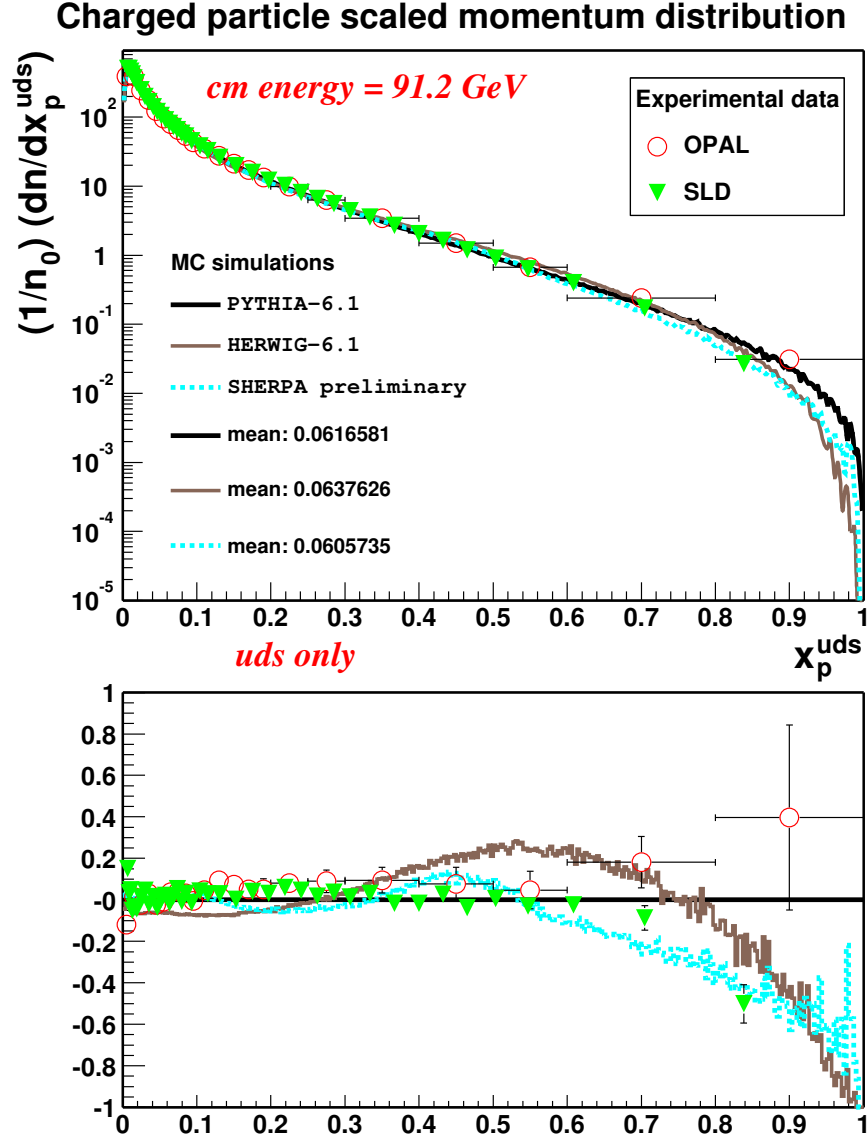 Charged particle scaled momentum distribution
(1/n0) (dn/dx_p^uds)
cm energy = 91.2 GeV
Experimental data
OPAL
SLD
10^2
10
1
10^-1
10^-2
10^-3
10^-4
10^-5
MC simulations
PYTHIA-6.1
HERWIG-6.1
SHERPA preliminary
mean: 0.0616581
mean: 0.0637626
mean: 0.0605735
0 0.1 0.2 0.3 0.4 0.5 0.6 0.7 0.8 0.9 1
uds only
x_p^uds
1
0.8
0.6
0.4
0.2
-0
-0.2
-0.4
-0.6
-0.8
-1
0 0.1 0.2 0.3 0.4 0.5 0.6 0.7 0.8 0.9 1